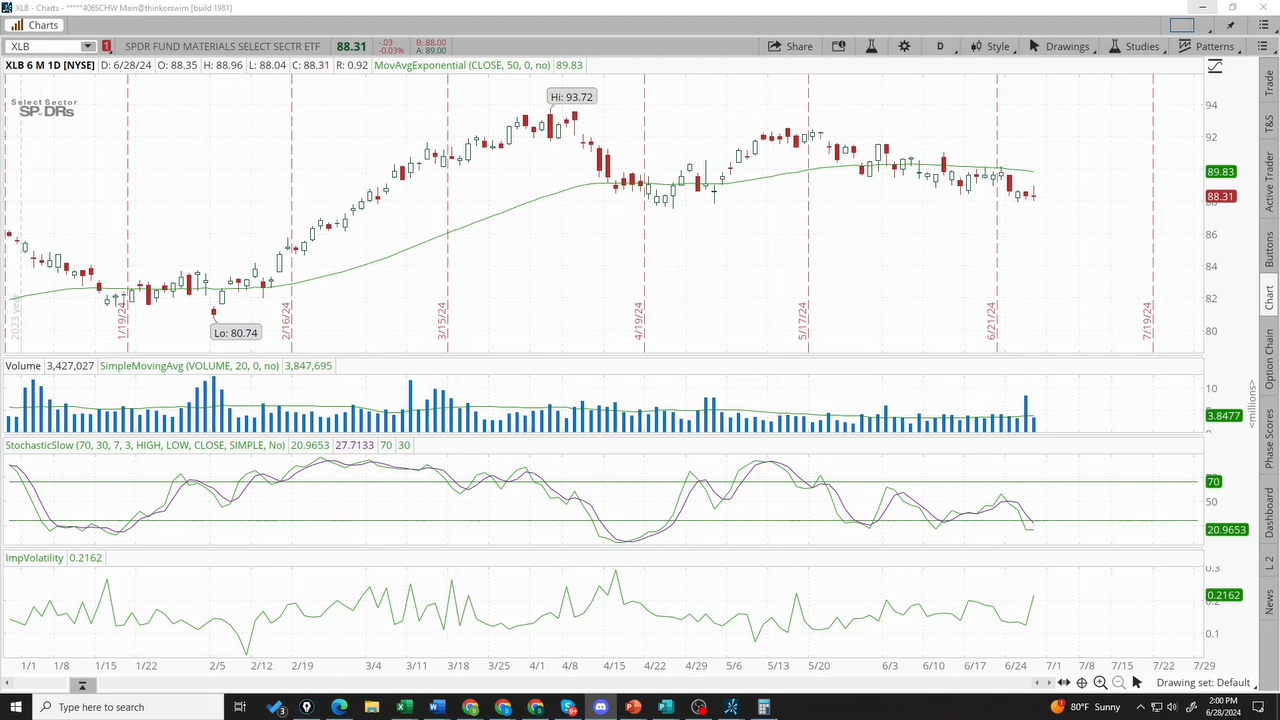 XLB - Charts - *****406SCHW Main@thinkorswim [build 1981]
Charts
XLB 1 SPDR FUND MATERIALS SELECT SECTR ETF 88.31 -.03 -0.03% B: 88.00 A: 89.00 Share D Style Drawings Studies Patterns
XLB 6 M 1D [NYSE] D: 6/28/24 O: 88.35 H: 88.96 L: 88.04 C: 88.31 R: 0.92 MovAvgExponential (CLOSE, 50, 0, no) 89.83
Select Sector
SPDRs
Hi: 93.72
94
92
89.83
88.31
88
86
84
82
80
Lo: 80.74
2023 year
1/19/24
2/16/24
3/15/24
4/19/24
5/17/24
6/21/24
7/19/24
Volume 3,427,027 SimpleMovingAvg (VOLUME, 20, 0, no) 3,847,695
10
3.8477
<millions>
StochasticSlow (70, 30, 7, 3, HIGH, LOW, CLOSE, SIMPLE, No) 20.9653 27.7133 70 30
70
50
20.9653
ImpVolatility 0.2162
0.3
0.2162
0.1
1/1 1/8 1/15 1/22 2/5 2/12 2/19 3/4 3/11 3/18 3/25 4/1 4/8 4/15 4/22 4/29 5/6 5/13 5/20 6/3 6/10 6/17 6/24 7/1 7/8 7/15 7/22 7/29
Drawing set: Default
Trade
T&S
Active Trader
Buttons
Chart
Option Chain
Phase Scores
Dashboard
L 2
News
Type here to search
3
80°F Sunny
2:00 PM
6/28/2024